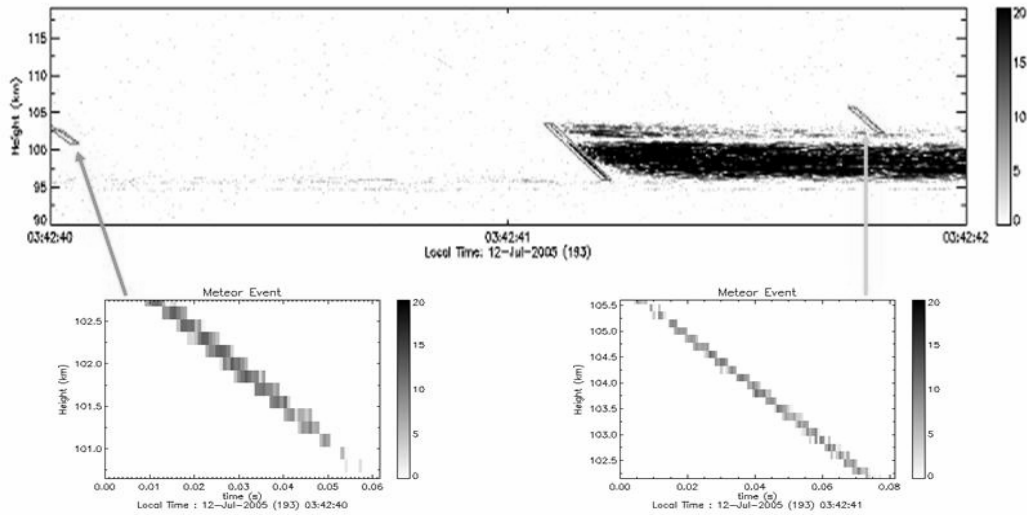 115
110
105
100
95
90
Height (km)
03:42:40
03:42:41
03:42:42
Local Time: 12-Jul-2005 (193)
20
15
10
5
0
Meteor Event
102.5
102.0
101.5
101.0
Height (km)
0.00 0.01 0.02 0.03 0.04 0.05 0.06
time (s)
Local Time : 12-Jul-2005 (193) 03:42:40
20
15
10
5
0
Meteor Event
105.5
105.0
104.5
104.0
103.5
103.0
102.5
Height (km)
0.00 0.02 0.04 0.06 0.08
time (s)
Local Time : 12-Jul-2005 (193) 03:42:41
20
15
10
5
0